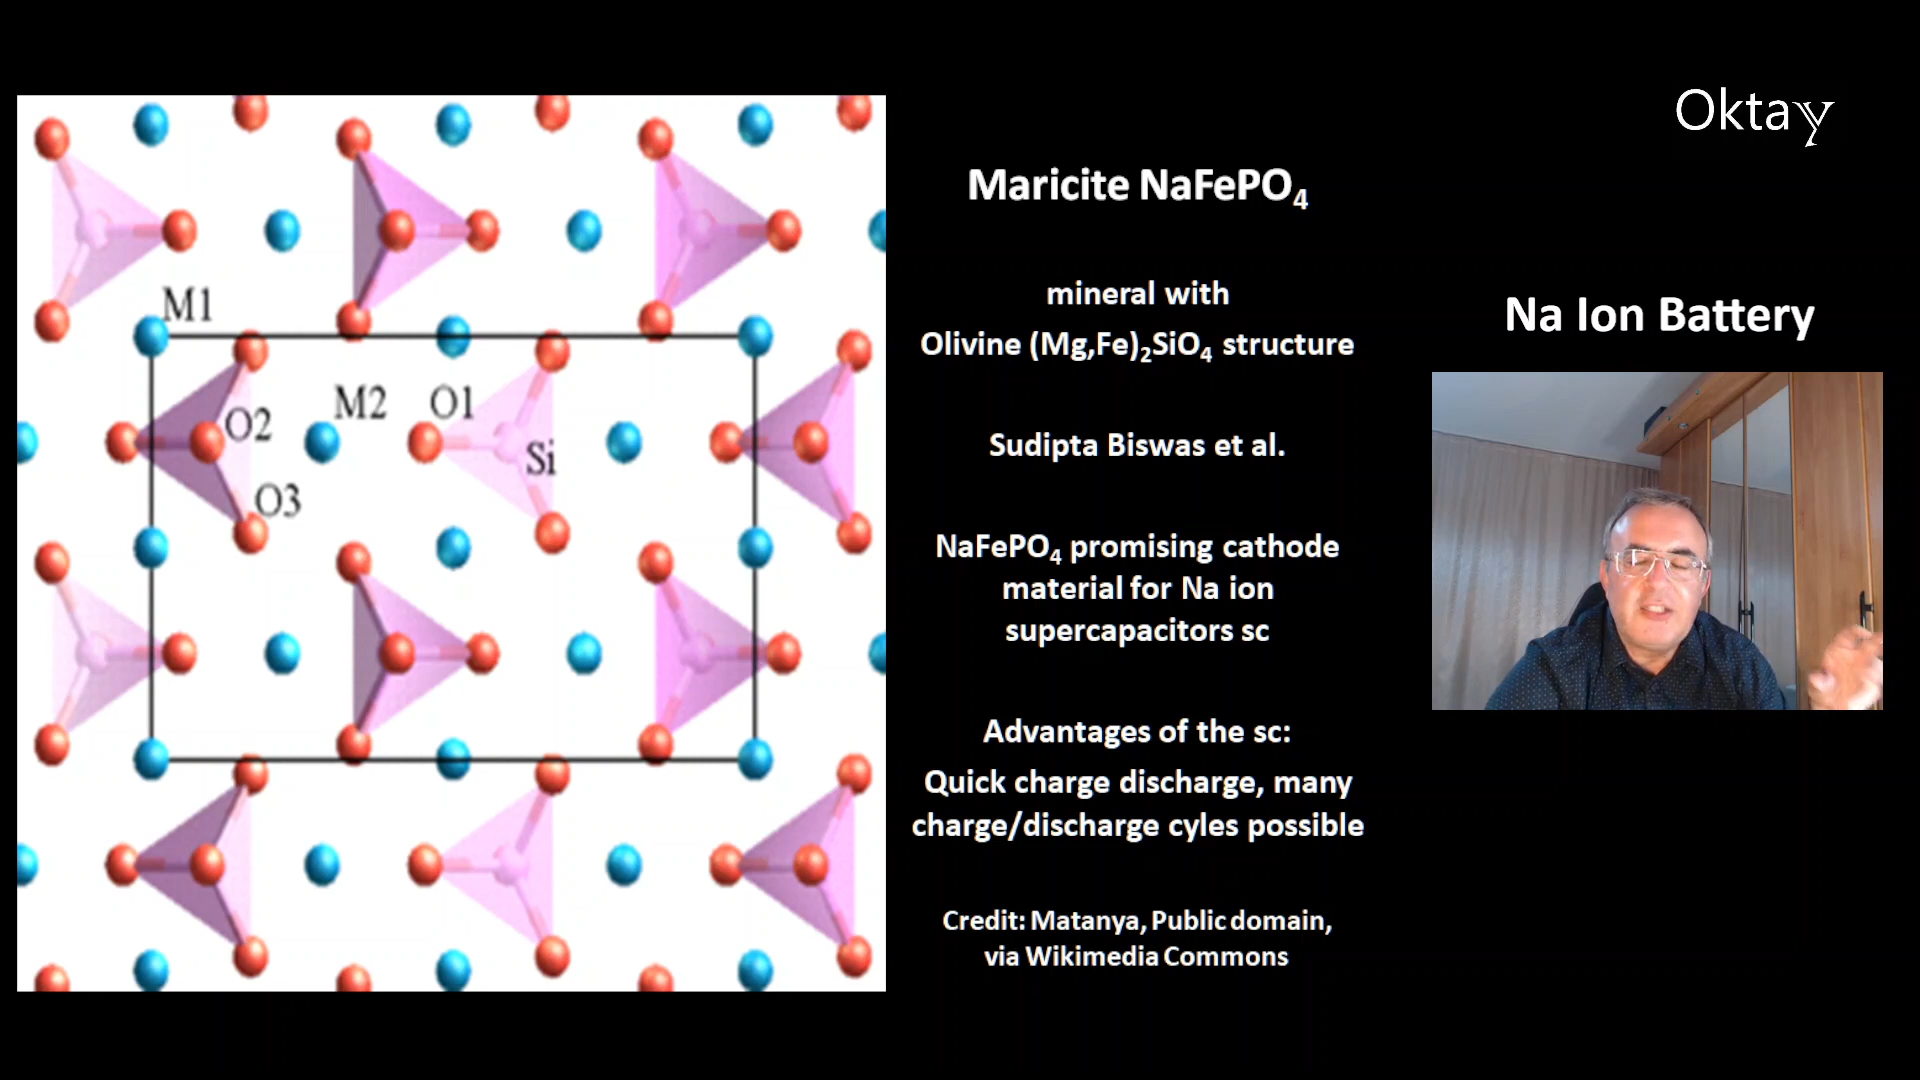 Oktay
Maricite NaFePO₄
mineral with
Olivine (Mg,Fe)₂SiO₄ structure
Sudipta Biswas et al.
NaFePO₄ promising cathode
material for Na ion
supercapacitors sc
Advantages of the sc:
Quick charge discharge, many
charge/discharge cyles possible
Credit: Matanya, Public domain,
via Wikimedia Commons
Na Ion Battery
M1
M2
O1
O2
Si
O3